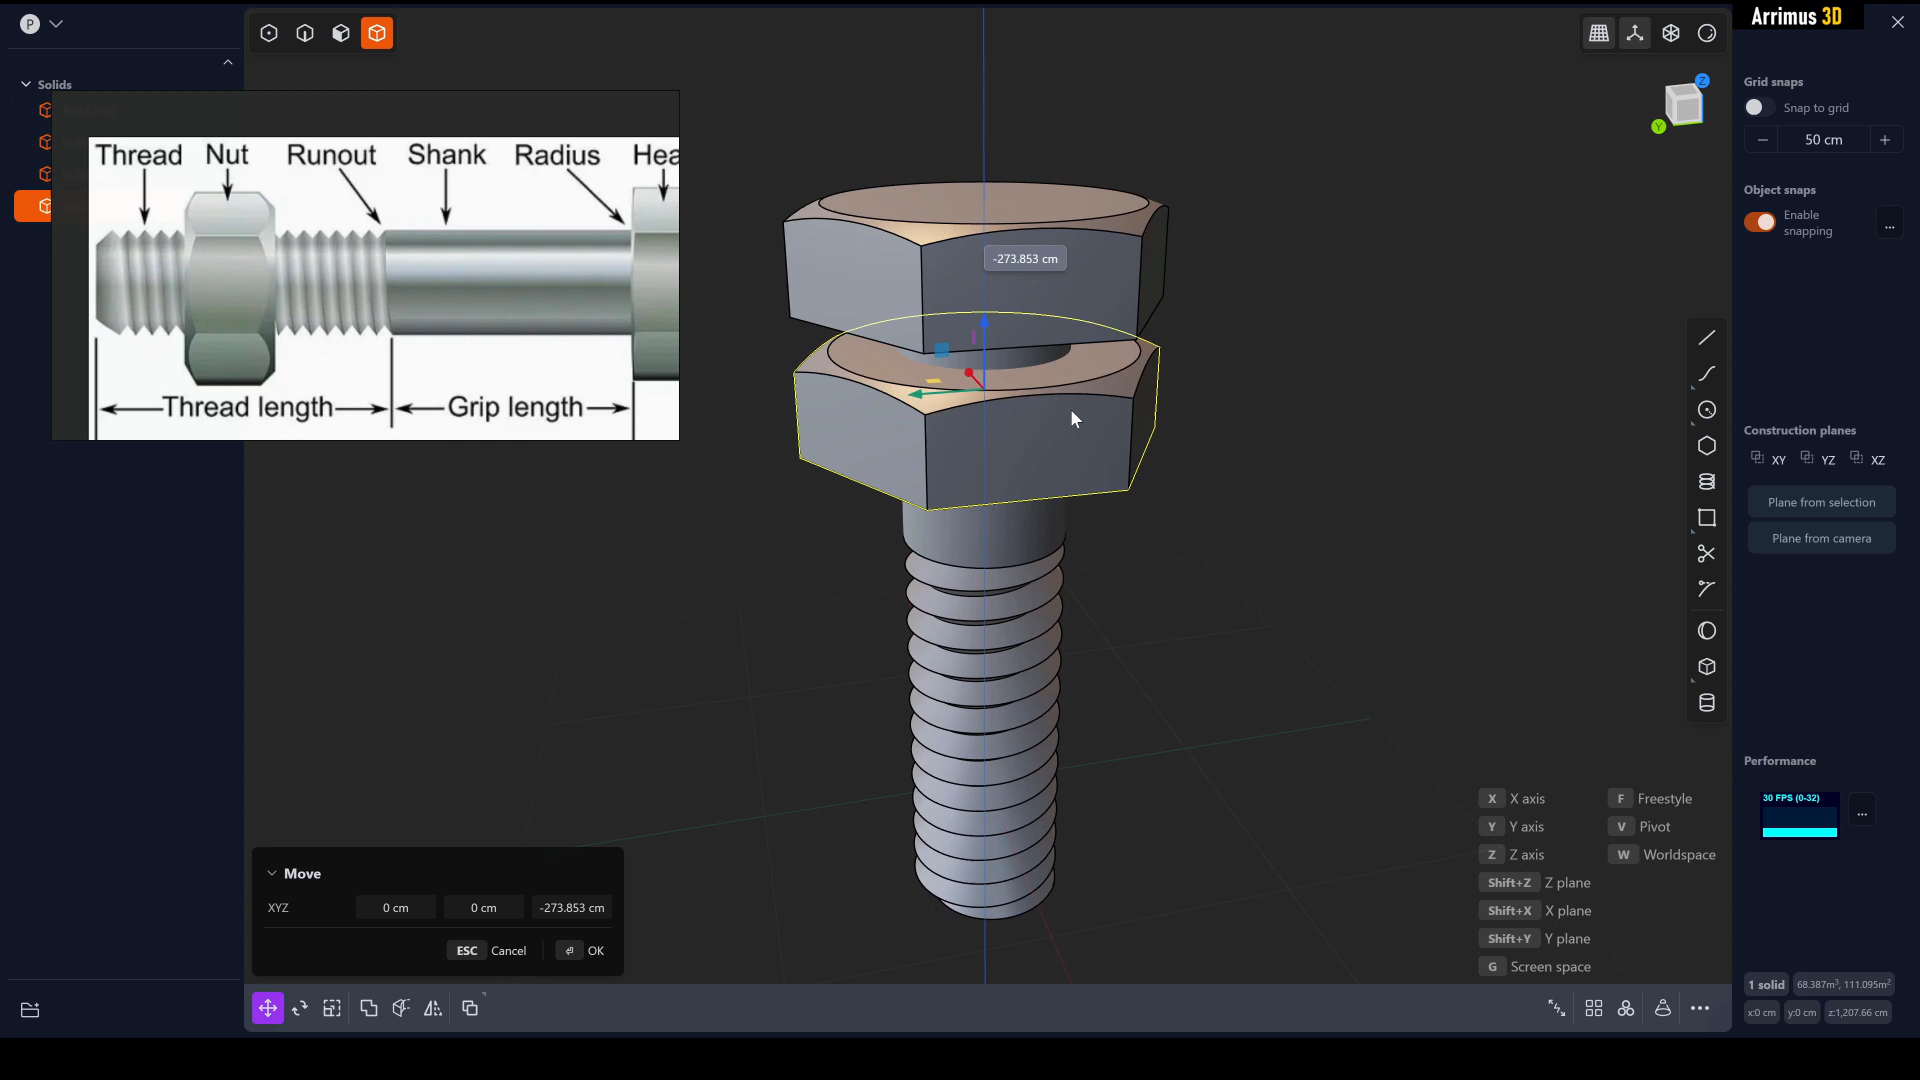 P
Arrimus 3D
Solids
Thread Nut Runout Shank Radius Hea
Thread length
Grip length
-273.853 cm
Z
Y
Grid snaps
Snap to grid
50 cm
Object snaps
Enable
snapping
...
Construction planes
XY YZ XZ
Plane from selection
Plane from camera
Performance
30 FPS (0-32)
...
X X axis
Y Y axis
Z Z axis
Shift+Z Z plane
Shift+X X plane
Shift+Y Y plane
G Screen space
F Freestyle
V Pivot
W Worldspace
Move
XYZ 0 cm 0 cm -273.853 cm
ESC Cancel OK
1 solid 68.387m³, 111.095m²
x:0 cm y:0 cm z:1,207.66 cm